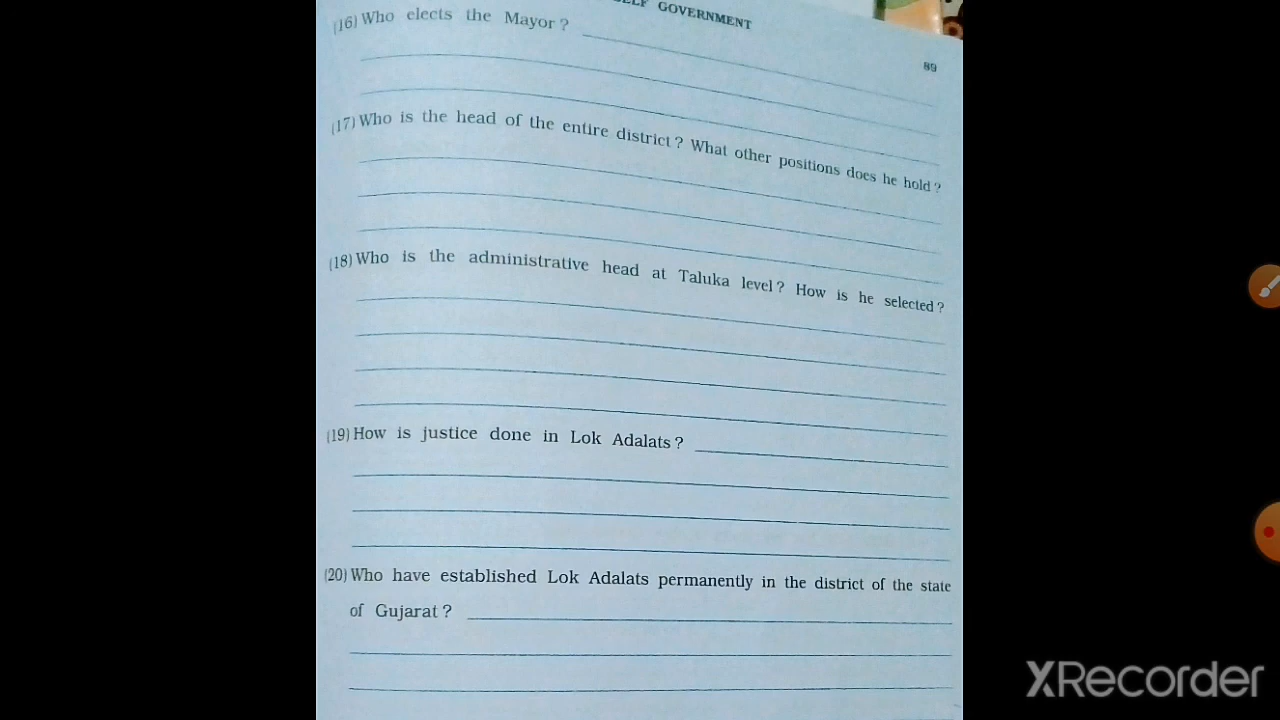 GOVERNMENT
89
(16) Who elects the Mayor ?
(17) Who is the head of the entire district ? What other positions does he hold ?
(18) Who is the administrative head at Taluka level ? How is he selected ?
(19) How is justice done in Lok Adalats ?
(20) Who have established Lok Adalats permanently in the district of the state
of Gujarat ?
XRecorder